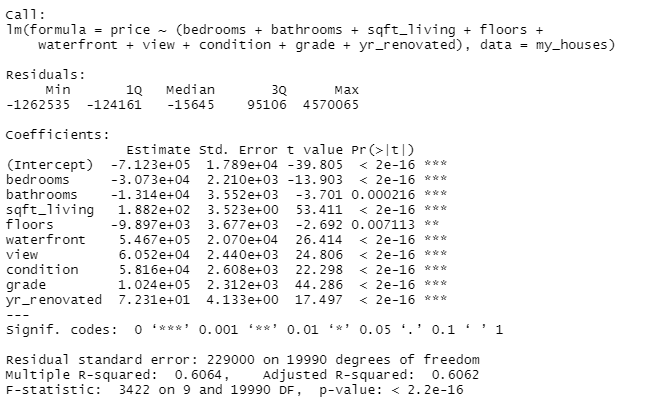 Call:
lm(formula = price ~ (bedrooms + bathrooms + sqft_living + floors +
    waterfront + view + condition + grade + yr_renovated), data = my_houses)

Residuals:
     Min       1Q   Median       3Q      Max
-1262535  -124161   -15645    95106  4570065

Coefficients:
               Estimate Std. Error t value Pr(>|t|)
(Intercept)  -7.123e+05  1.789e+04 -39.805  < 2e-16 ***
bedrooms     -3.073e+04  2.210e+03 -13.903  < 2e-16 ***
bathrooms    -1.314e+04  3.552e+03  -3.701 0.000216 ***
sqft_living   1.882e+02  3.523e+00  53.411  < 2e-16 ***
floors       -9.897e+03  3.677e+03  -2.692 0.007113 **
waterfront    5.467e+05  2.070e+04  26.414  < 2e-16 ***
view          6.052e+04  2.440e+03  24.806  < 2e-16 ***
condition     5.816e+04  2.608e+03  22.298  < 2e-16 ***
grade         1.024e+05  2.312e+03  44.286  < 2e-16 ***
yr_renovated  7.231e+01  4.133e+00  17.497  < 2e-16 ***
---
Signif. codes:  0 ‘***’ 0.001 ‘**’ 0.01 ‘*’ 0.05 ‘.’ 0.1 ‘ ’ 1

Residual standard error: 229000 on 19990 degrees of freedom
Multiple R-squared:  0.6064,    Adjusted R-squared:  0.6062
F-statistic:  3422 on 9 and 19990 DF,  p-value: < 2.2e-16